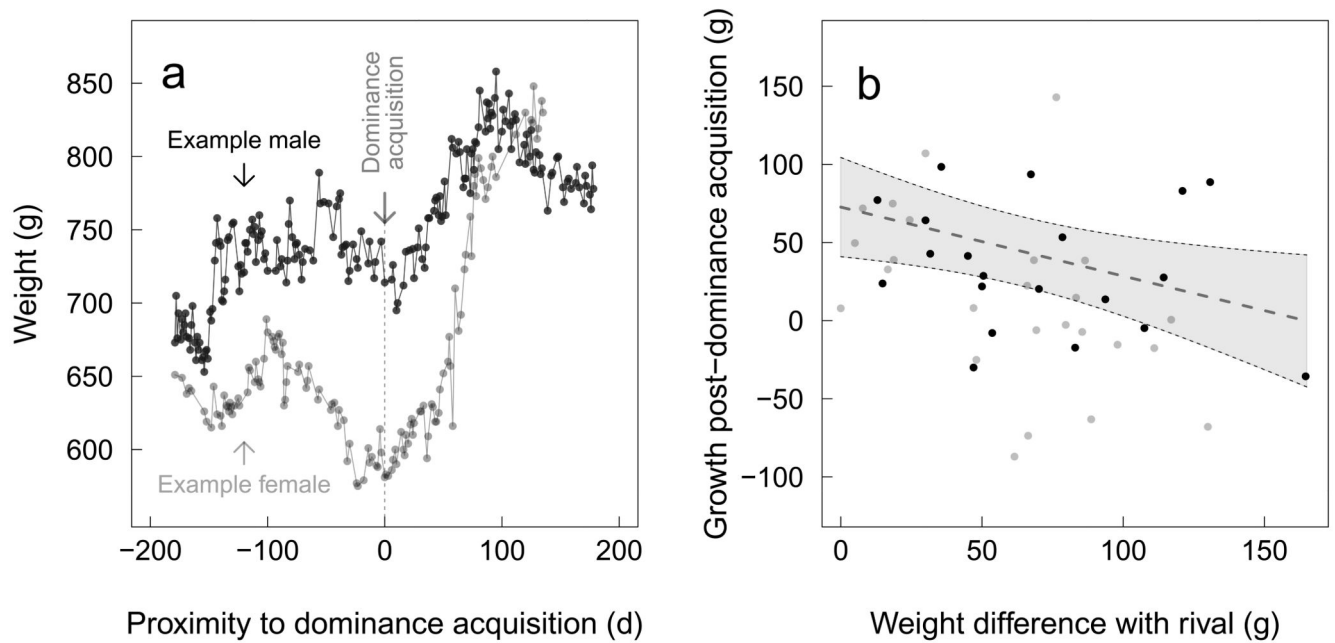 a
Weight (g)
850
800
750
700
650
600
Example male
Dominance
acquisition
Example female
−200
−100
0
100
200
Proximity to dominance acquisition (d)
b
Growth post−dominance acquisition (g)
150
100
50
0
−50
−100
0
50
100
150
Weight difference with rival (g)